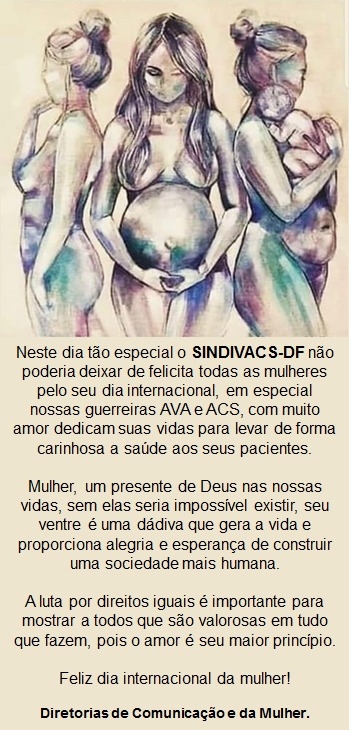 Neste dia tão especial o SINDIVACS-DF não
poderia deixar de felicita todas as mulheres
pelo seu dia internacional, em especial
nossas guerreiras AVA e ACS, com muito
amor dedicam suas vidas para levar de forma
carinhosa a saúde aos seus pacientes.
Mulher, um presente de Deus nas nossas
vidas, sem elas seria impossível existir, seu
ventre é uma dádiva que gera a vida e
proporciona alegria e esperança de construir
uma sociedade mais humana.
A luta por direitos iguais é importante para
mostrar a todos que são valorosas em tudo
que fazem, pois o amor é seu maior princípio.
Feliz dia internacional da mulher!
Diretorias de Comunicação e da Mulher.